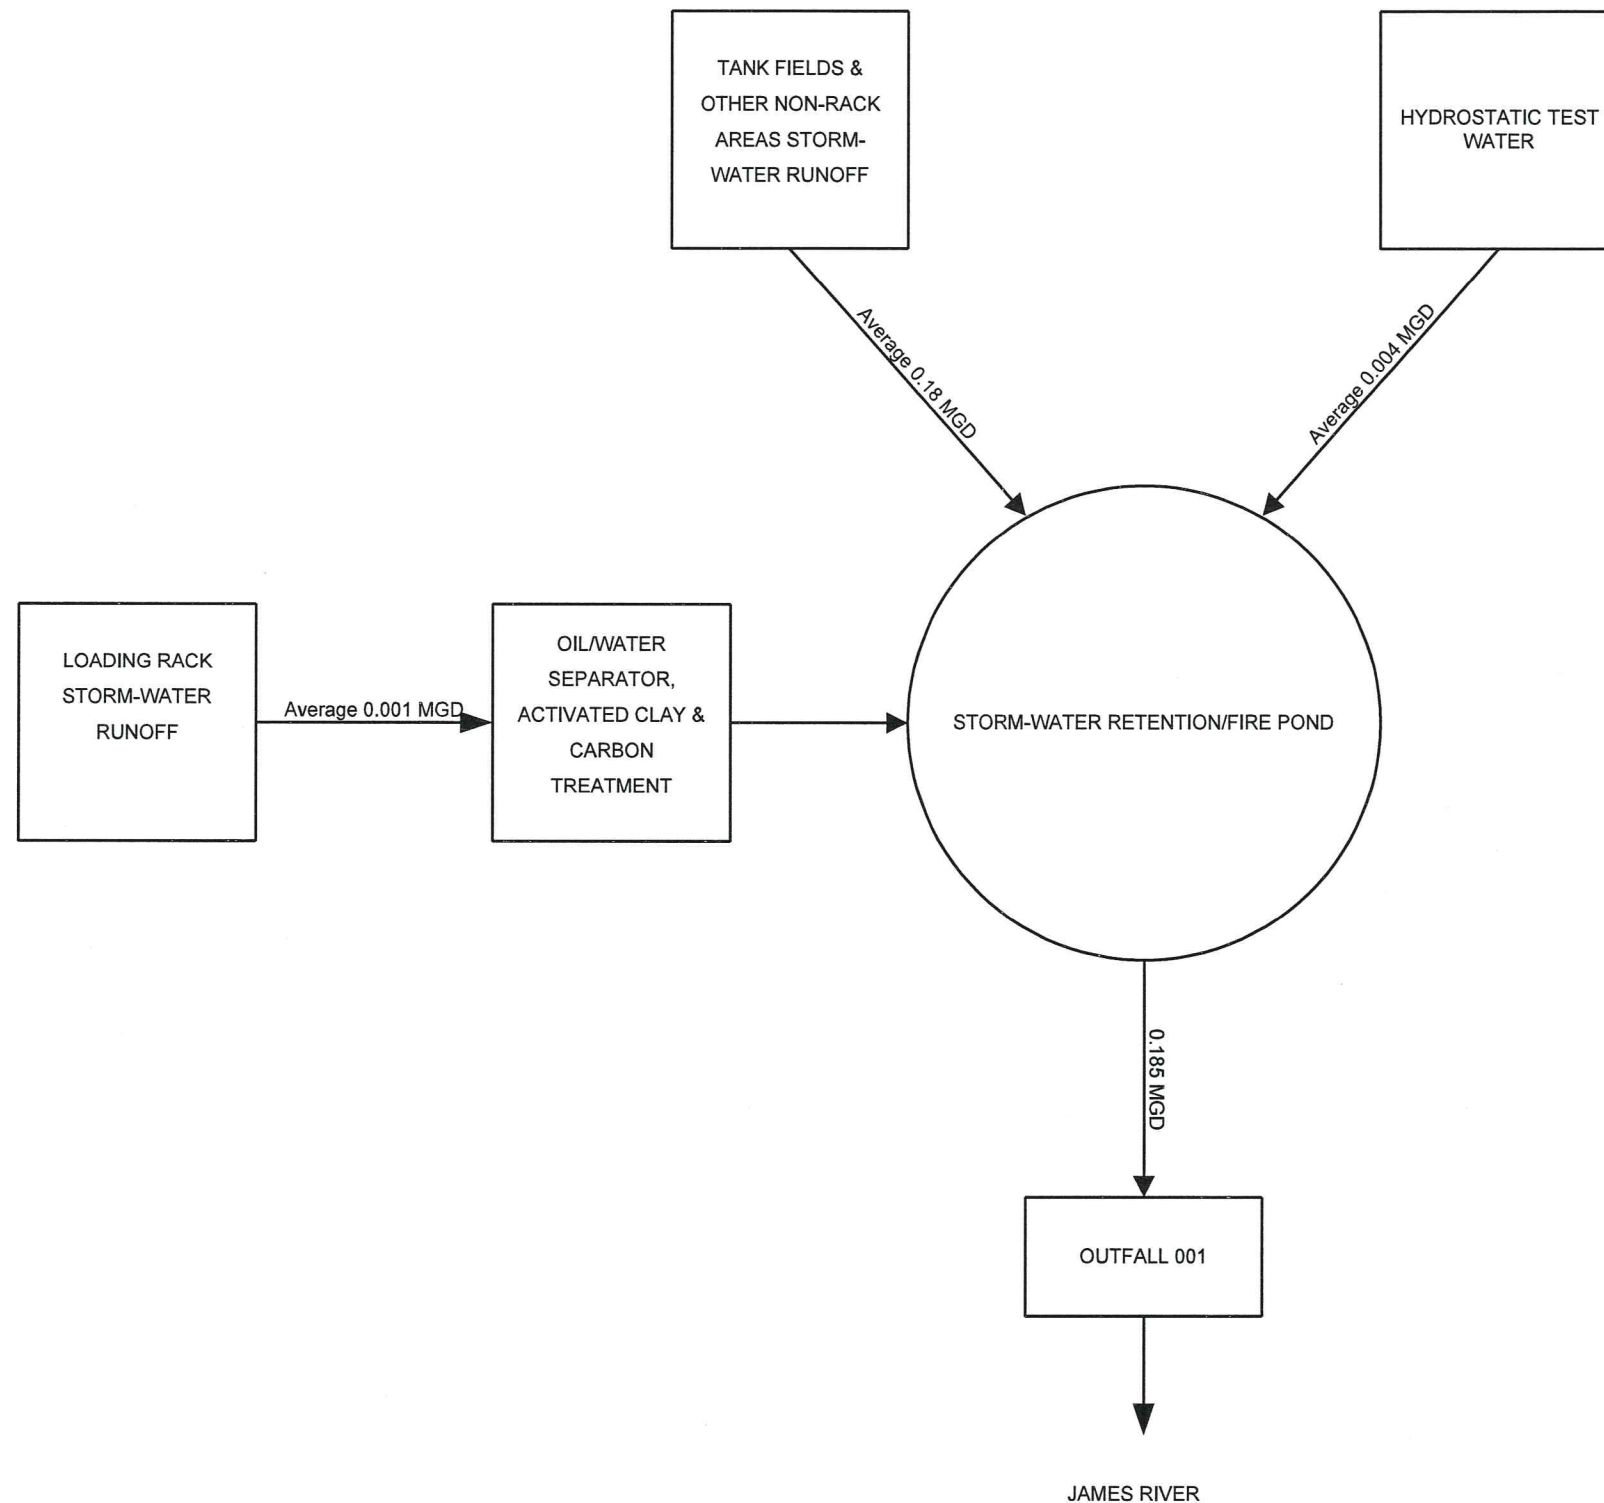 TANK FIELDS &
OTHER NON-RACK
AREAS STORM-
WATER RUNOFF
HYDROSTATIC TEST
WATER
Average 0.18 MGD
Average 0.004 MGD
LOADING RACK
STORM-WATER
RUNOFF
Average 0.001 MGD
OIL/WATER
SEPARATOR,
ACTIVATED CLAY &
CARBON
TREATMENT
STORM-WATER RETENTION/FIRE POND
0.185 MGD
OUTFALL 001
JAMES RIVER